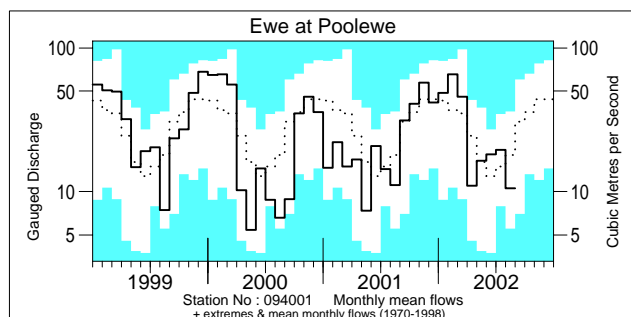 Ewe at Poolewe
100
50
10
5
Gauged Discharge
100
50
10
5
Cubic Metres per Second
1999 2000 2001 2002
Station No : 094001 Monthly mean flows
+ extremes & mean monthly flows (1970-1998)